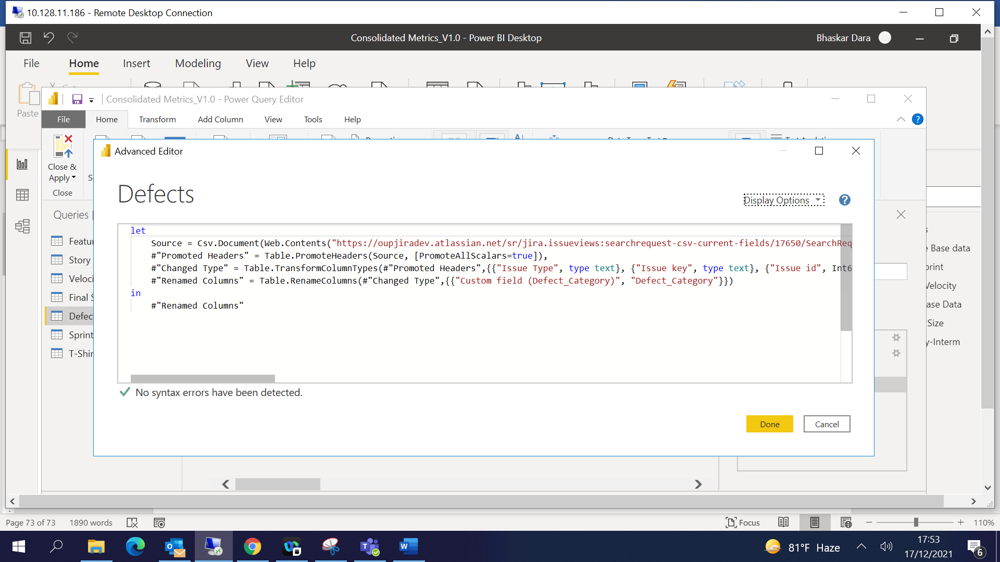 10.128.11.186 - Remote Desktop Connection
Consolidated Metrics_V1.0 - Power BI Desktop
Bhaskar Dara
File Home Insert Modeling View Help
Paste
Consolidated Metrics_V1.0 - Power Query Editor
File Home Transform Add Column View Tools Help
Close &
Apply
Close
Advanced Editor
Defects
Display Options
Queries
let
Source = Csv.Document(Web.Contents("https://oupjiradev.atlassian.net/sr/jira.issueviews:searchrequest-csv-current-fields/17650/SearchReq
#"Promoted Headers" = Table.PromoteHeaders(Source, [PromoteAllScalars=true]),
#"Changed Type" = Table.TransformColumnTypes(#"Promoted Headers",{{"Issue Type", type text}, {"Issue key", type text}, {"Issue id", Int6
#"Renamed Columns" = Table.RenameColumns(#"Changed Type",{{"Custom field (Defect_Category)", "Defect_Category"}})
in
#"Renamed Columns"
Featu
Story
Veloci
Final S
Defec
Sprint
T-Shir
Base data
print
Velocity
ase Data
Size
y-Interm
No syntax errors have been detected.
Done Cancel
Page 73 of 73 1890 words
Focus
110%
81°F Haze
17:53
17/12/2021
6